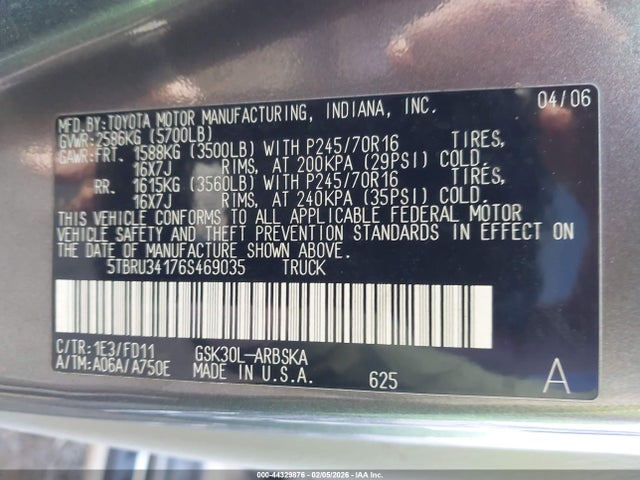 04/06
MFD.BY:TOYOTA MOTOR MANUFACTURING, INDIANA, INC.
GVWR:2586KG (5700LB)
GAWR:FRT. 1588KG (3500LB) WITH P245/70R16 TIRES,
16X7J RIMS, AT 200KPA (29PSI) COLD.
RR. 1615KG (3560LB) WITH P245/70R16 TIRES,
16X7J RIMS, AT 240KPA (35PSI) COLD.
THIS VEHICLE CONFORMS TO ALL APPLICABLE FEDERAL MOTOR
VEHICLE SAFETY AND THEFT PREVENTION STANDARDS IN EFFECT ON
THE DATE OF MANUFACTURE SHOWN ABOVE.
5TBRU34176S469035 TRUCK
C/TR:1E3/FD11 GSK30L-ARBSKA
A/TM:A06A/A750E MADE IN U.S.A. 625 A
000-44329876 - 02/05/2026 - IAA Inc.